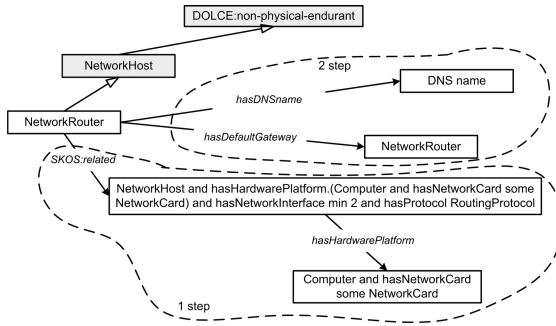 DOLCE:non-physical-endurant
NetworkHost
2 step
DNS name
hasDNSname
NetworkRouter
hasDefaultGateway
NetworkRouter
SKOS:related
NetworkHost and hasHardwarePlatform.(Computer and hasNetworkCard some
NetworkCard) and hasNetworkInterface min 2 and hasProtocol RoutingProtocol
hasHardwarePlatform
Computer and hasNetworkCard
some NetworkCard
1 step